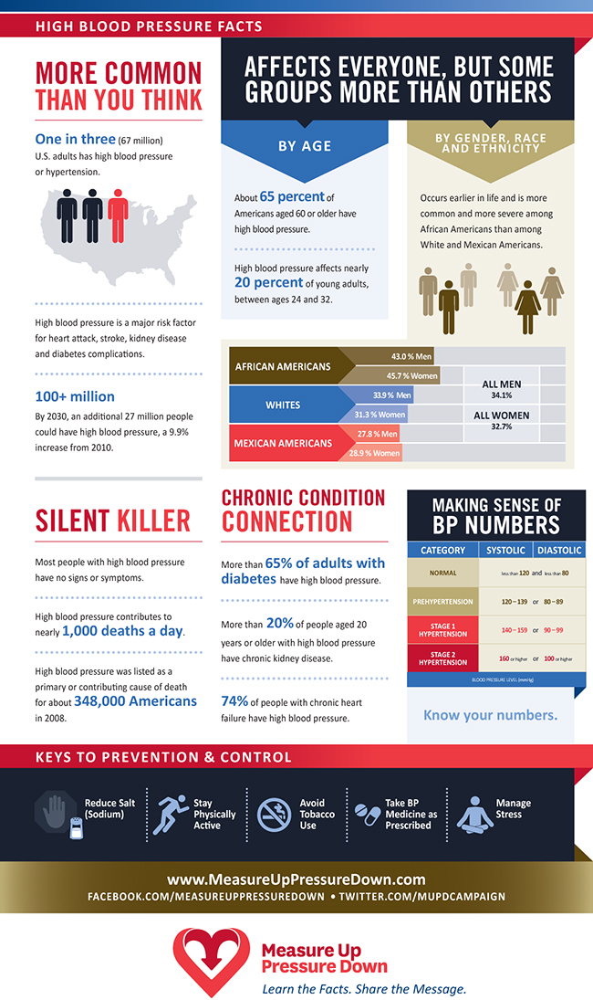 HIGH BLOOD PRESSURE FACTS
MORE COMMON
THAN YOU THINK
One in three (67 million)
U.S. adults has high blood pressure
or hypertension.
High blood pressure is a major risk factor
for heart attack, stroke, kidney disease
and diabetes complications.
100+ million
By 2030, an additional 27 million people
could have high blood pressure, a 9.9%
increase from 2010.
AFFECTS EVERYONE, BUT SOME
GROUPS MORE THAN OTHERS
BY AGE
About 65 percent of
Americans aged 60 or older have
high blood pressure.
High blood pressure affects nearly
20 percent of young adults,
between ages 24 and 32.
BY GENDER, RACE
AND ETHNICITY
Occurs earlier in life and is more
common and more severe among
African Americans than among
White and Mexican Americans.
AFRICAN AMERICANS
43.0 % Men
45.7 % Women
WHITES
33.9 % Men
31.3 % Women
MEXICAN AMERICANS
27.8 % Men
28.9 % Women
ALL MEN
34.1%
ALL WOMEN
32.7%
SILENT KILLER
Most people with high blood pressure
have no signs or symptoms.
High blood pressure contributes to
nearly 1,000 deaths a day.
High blood pressure was listed as a
primary or contributing cause of death
for about 348,000 Americans
in 2008.
CHRONIC CONDITION
CONNECTION
More than 65% of adults with
diabetes have high blood pressure.
More than 20% of people aged 20
years or older with high blood pressure
have chronic kidney disease.
74% of people with chronic heart
failure have high blood pressure.
MAKING SENSE OF
BP NUMBERS
CATEGORY SYSTOLIC DIASTOLIC
NORMAL less than 120 and less than 80
PREHYPERTENSION 120–139 or 80–89
STAGE 1
HYPERTENSION 140–159 or 90–99
STAGE 2
HYPERTENSION 160 or higher or 100 or higher
BLOOD PRESSURE LEVEL (mmHg)
Know your numbers.
KEYS TO PREVENTION & CONTROL
Reduce Salt
(Sodium)
Stay
Physically
Active
Avoid
Tobacco
Use
Take BP
Medicine as
Prescribed
Manage
Stress
www.MeasureUpPressureDown.com
FACEBOOK.COM/MEASUREUPPRESSUREDOWN • TWITTER.COM/MUPDCAMPAIGN
Measure Up
Pressure Down
Learn the Facts. Share the Message.